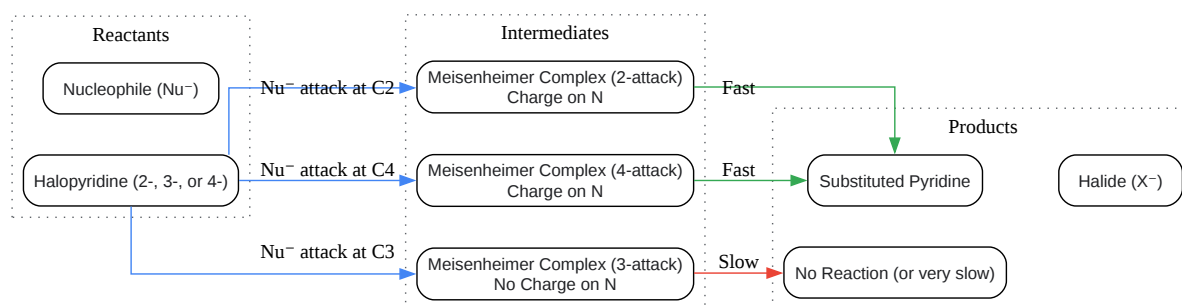 Reactants
Intermediates
Nucleophile (Nu⁻)
Nu⁻ attack at C2
Meisenheimer Complex (2-attack)
Charge on N
Fast
Products
Halopyridine (2-, 3-, or 4-)
Nu⁻ attack at C4
Meisenheimer Complex (4-attack)
Charge on N
Fast
Substituted Pyridine
Halide (X⁻)
Nu⁻ attack at C3
Meisenheimer Complex (3-attack)
No Charge on N
Slow
No Reaction (or very slow)